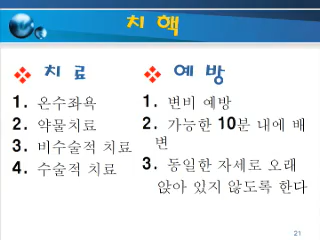 치 핵
치 료
1. 온수좌욕
2. 약물치료
3. 비수술적 치료
4. 수술적 치료
예 방
1. 변비 예방
2. 가능한 10분 내에 배
변
3. 동일한 자세로 오래
앉아 있지 않도록 한다
21